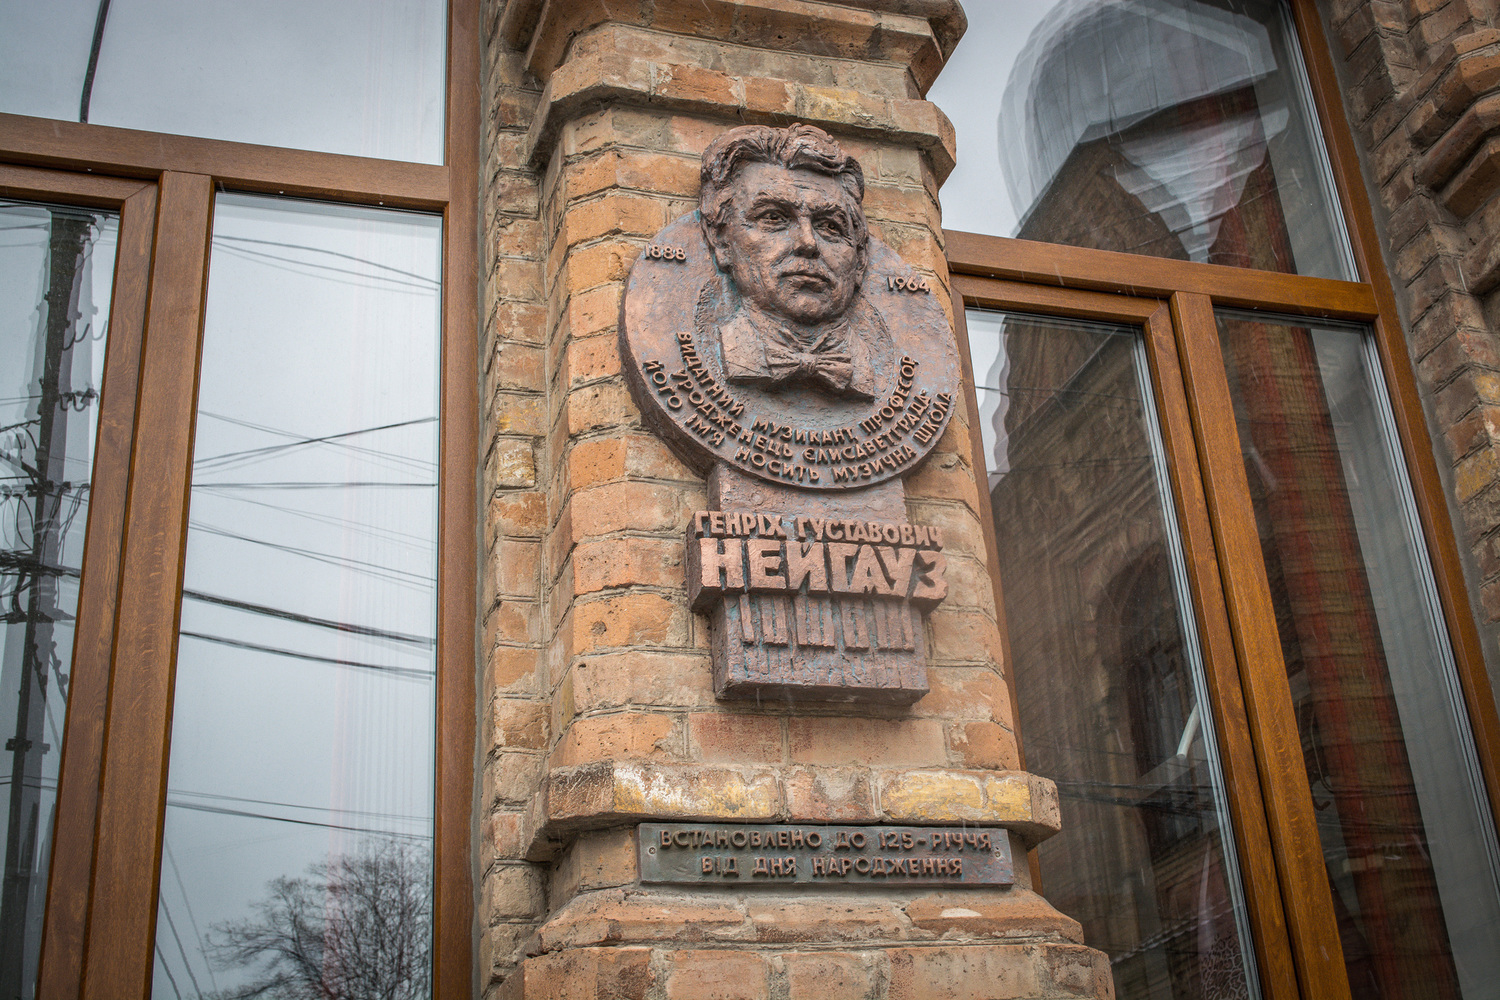 1888
1964
ВИДАТНИЙ МУЗИКАНТ, ПРОФЕСОР
УРОДЖЕНЕЦЬ ЄЛИСАВЕТГРАДА
ЙОГО ІМ'Я НОСИТЬ МУЗИЧНА ШКОЛА
ГЕНРІХ ГУСТАВОВИЧ
НЕЙГАУЗ
ВСТАНОВЛЕНО ДО 125-РІЧЧЯ
ВІД ДНЯ НАРОДЖЕННЯ